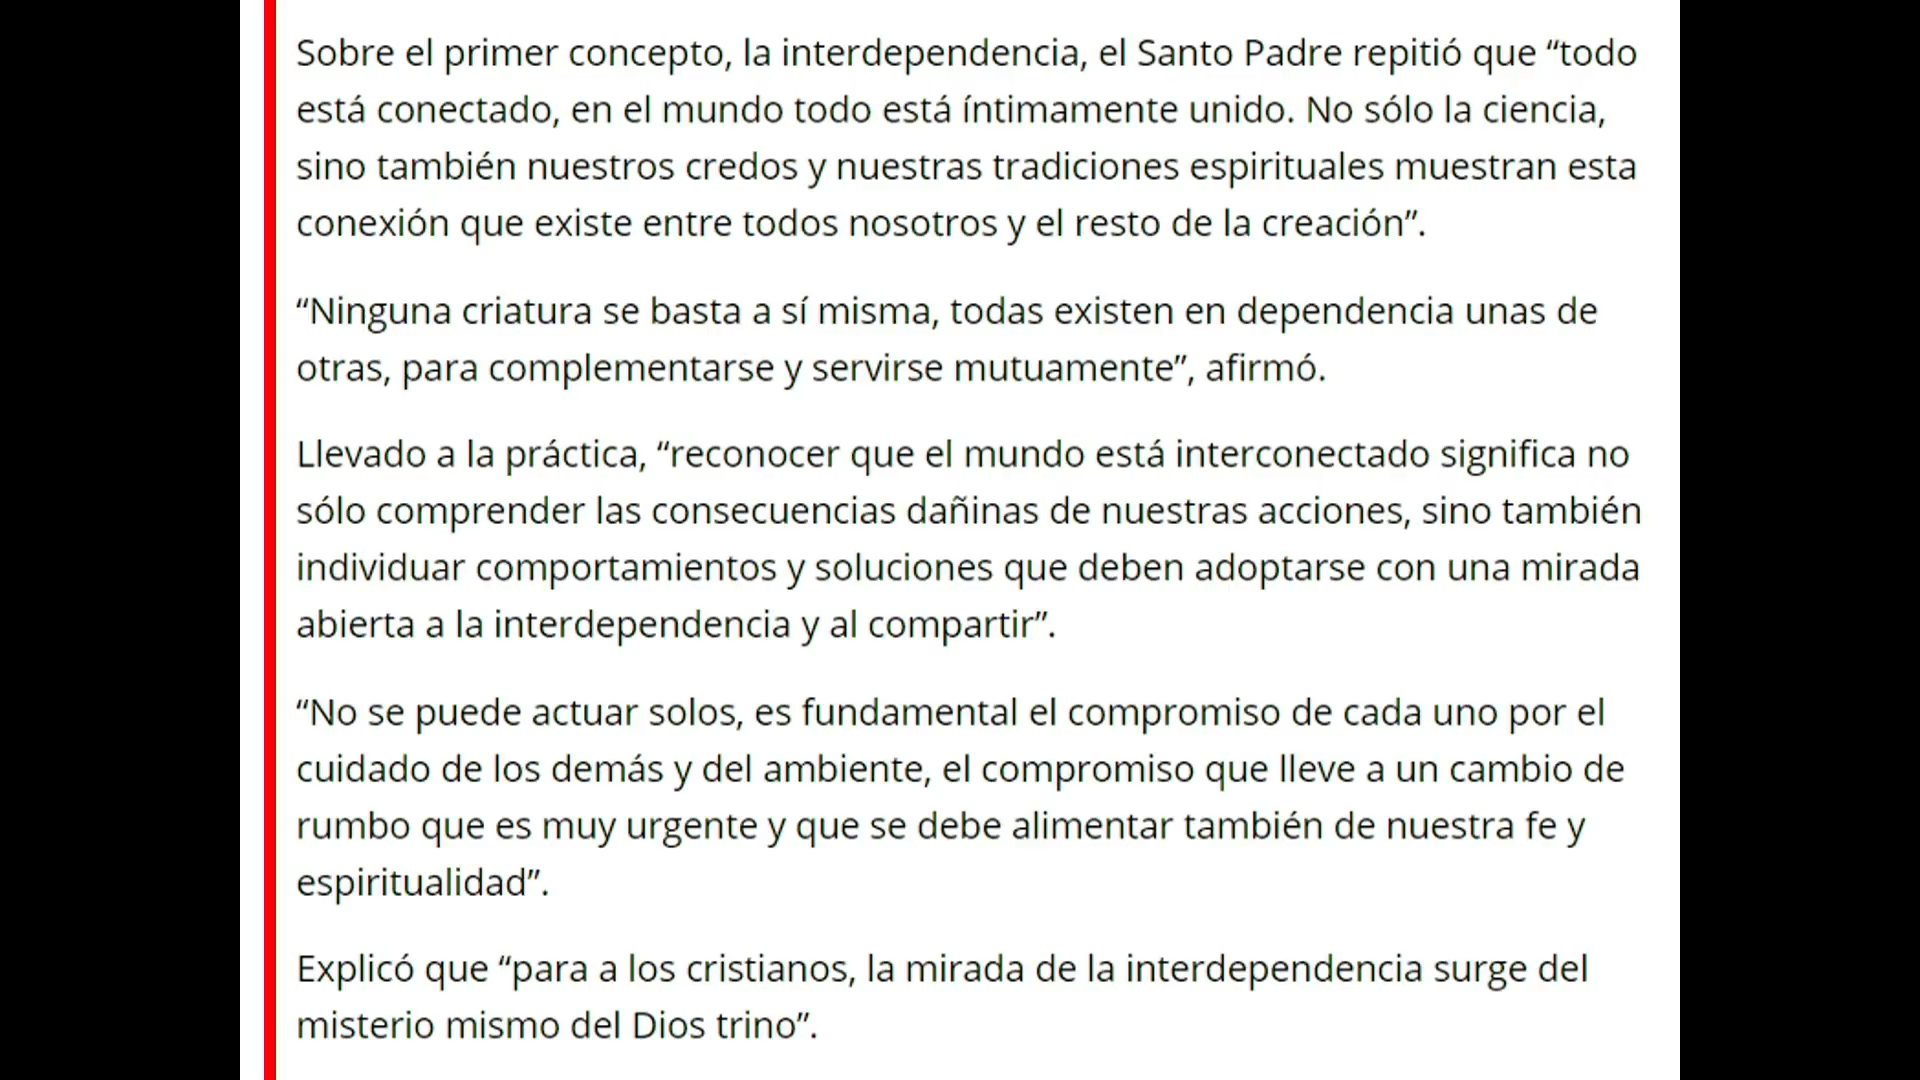 Sobre el primer concepto, la interdependencia, el Santo Padre repitió que “todo
está conectado, en el mundo todo está íntimamente unido. No sólo la ciencia,
sino también nuestros credos y nuestras tradiciones espirituales muestran esta
conexión que existe entre todos nosotros y el resto de la creación”.
“Ninguna criatura se basta a sí misma, todas existen en dependencia unas de
otras, para complementarse y servirse mutuamente”, afirmó.
Llevado a la práctica, “reconocer que el mundo está interconectado significa no
sólo comprender las consecuencias dañinas de nuestras acciones, sino también
individuar comportamientos y soluciones que deben adoptarse con una mirada
abierta a la interdependencia y al compartir”.
“No se puede actuar solos, es fundamental el compromiso de cada uno por el
cuidado de los demás y del ambiente, el compromiso que lleve a un cambio de
rumbo que es muy urgente y que se debe alimentar también de nuestra fe y
espiritualidad”.
Explicó que “para a los cristianos, la mirada de la interdependencia surge del
misterio mismo del Dios trino”.